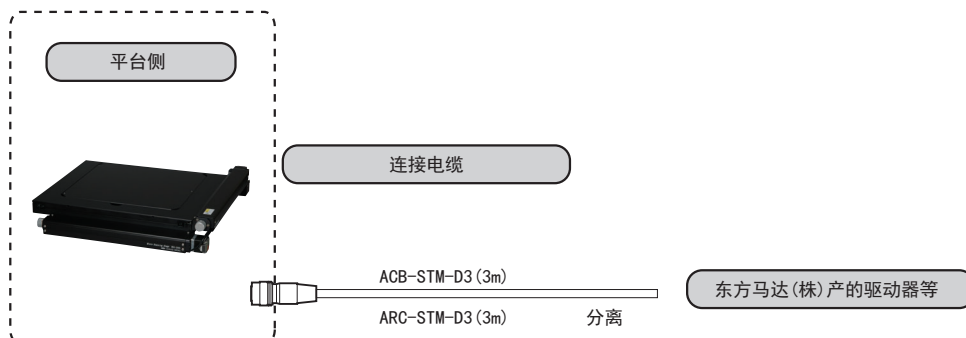 平台侧
连接电缆
ACB-STM-D3(3m)
东方马达(株)产的驱动器等
ARC-STM-D3(3m)
分离